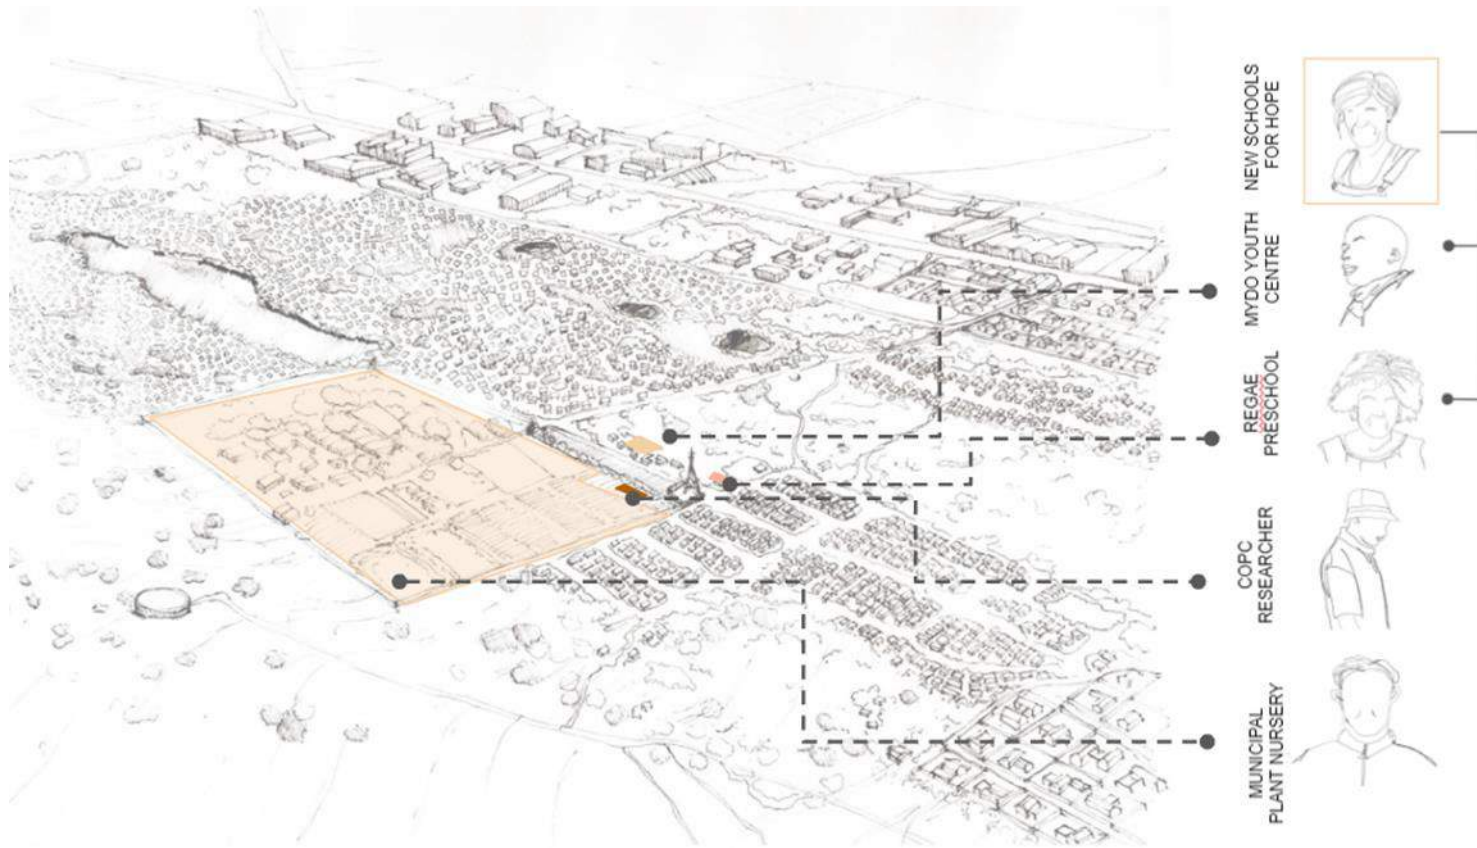 NEW SCHOOLS
FOR HOPE
MYDO YOUTH
CENTRE
REGAE
PRESCHOOL
COPC
RESEARCHER
MUNICIPAL
PLANT NURSERY